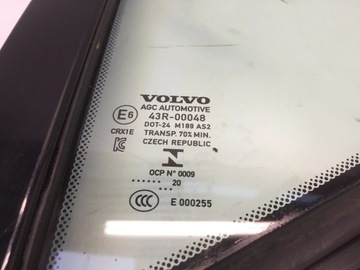 VOLVO
AGC AUTOMOTIVE
E6 43R-00048
DOT-24 M189 AS2
CRX1E TRANSP. 70% MIN.
CZECH REPUBLIC
N
OCP N° 0009
...... 20 ..
CCC E 000255